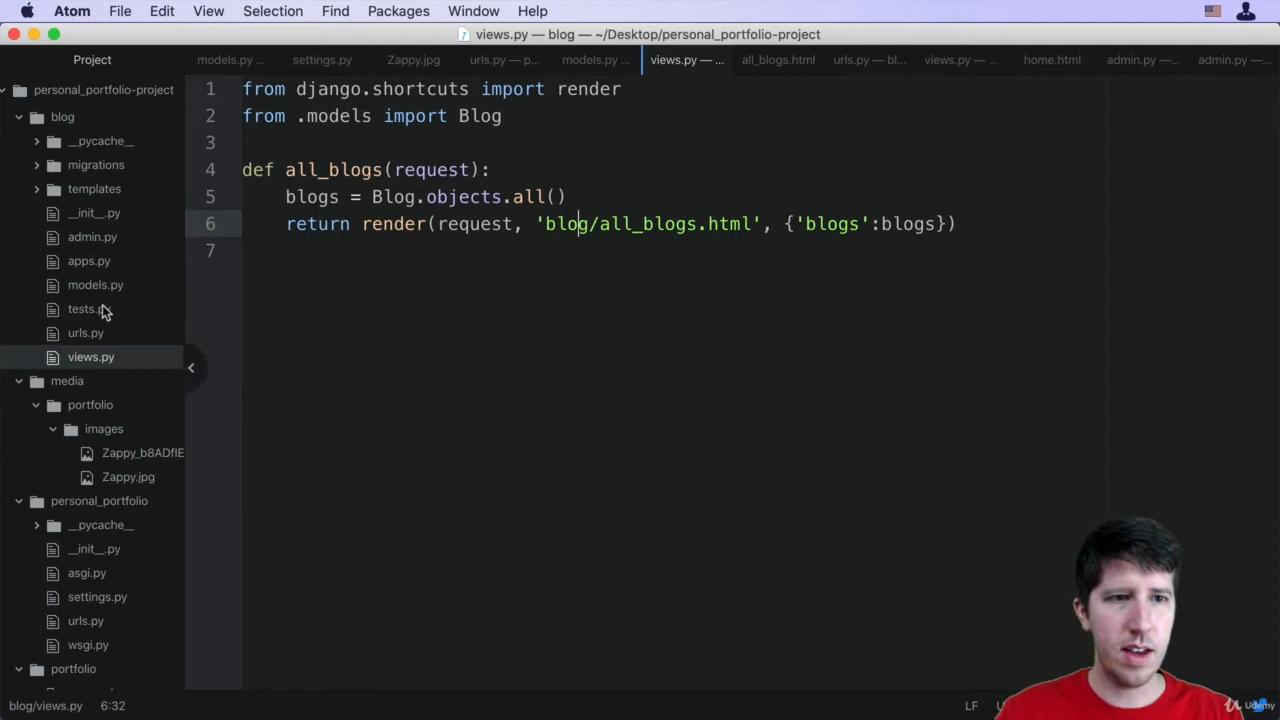 Atom File Edit View Selection Find Packages Window Help
views.py — blog — ~/Desktop/personal_portfolio-project
Project
models.py ...
settings.py
Zappy.jpg
urls.py — p...
models.py ...
views.py — ...
all_blogs.html
urls.py — bl...
views.py — ...
home.html
admin.py — ...
admin.py — ...
personal_portfolio-project
blog
__pycache__
migrations
templates
__init__.py
admin.py
apps.py
models.py
tests.py
urls.py
views.py
media
portfolio
images
Zappy_b8ADflE
Zappy.jpg
personal_portfolio
__pycache__
__init__.py
asgi.py
settings.py
urls.py
wsgi.py
portfolio
1 from django.shortcuts import render
2 from .models import Blog
3
4 def all_blogs(request):
5 blogs = Blog.objects.all()
6 return render(request, 'blog/all_blogs.html', {'blogs':blogs})
7
blog/views.py 6:32
LF
Udemy